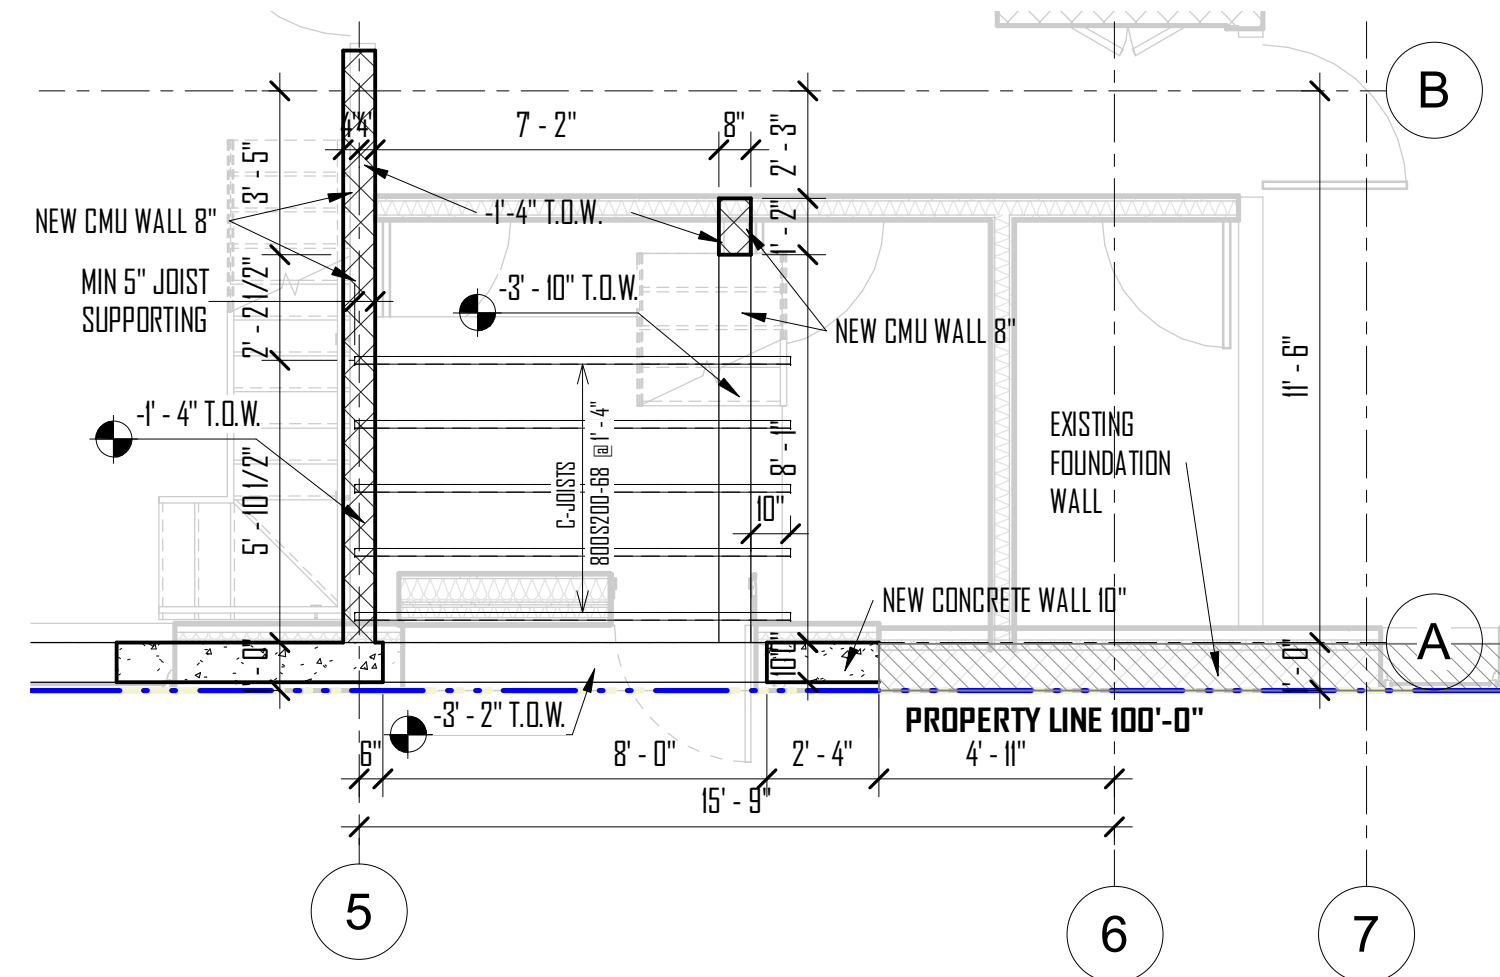 B
4"
4"
7' - 2"
8"
2' - 3"
3' - 5"
NEW CMU WALL 8"
-1'-4" T.O.W.
1' - 2"
MIN 5" JOIST
SUPPORTING
-3' - 10" T.O.W.
2' - 2 1/2"
NEW CMU WALL 8"
11' - 6"
-1' - 4" T.O.W.
EXISTING
FOUNDATION
WALL
C-JOISTS
800S200-68 @1' - 4"
8' - 1"
5' - 10 1/2"
10"
NEW CONCRETE WALL 10"
A
1' - 0"
10"
1' - 0"
-3' - 2" T.O.W.
PROPERTY LINE 100'-0"
6"
8' - 0"
2' - 4"
4' - 11"
15' - 9"
5
6
7